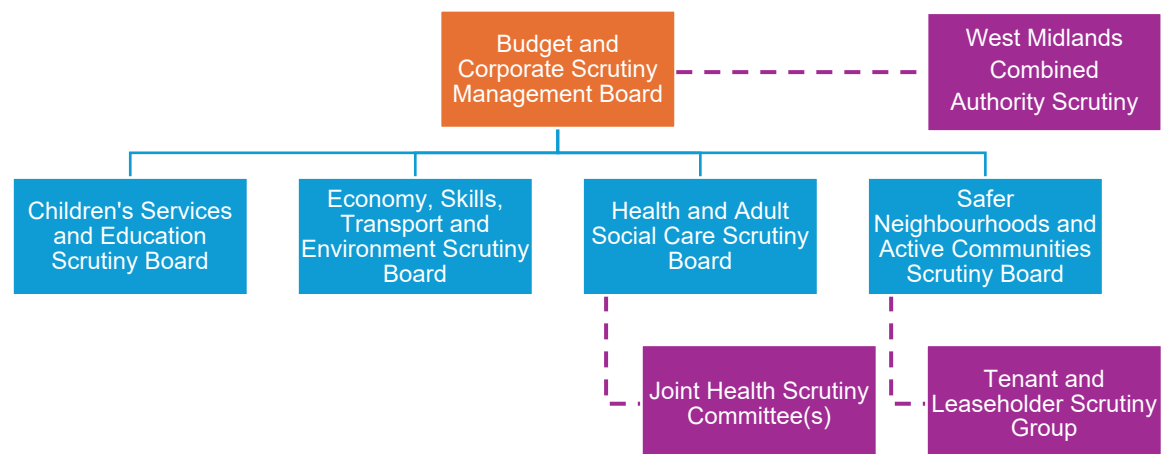 Budget and
Corporate Scrutiny
Management Board
West Midlands
Combined
Authority Scrutiny
Children's Services
and Education
Scrutiny Board
Economy, Skills,
Transport and
Environment Scrutiny
Board
Health and Adult
Social Care Scrutiny
Board
Safer
Neighbourhoods and
Active Communities
Scrutiny Board
Joint Health Scrutiny
Committee(s)
Tenant and
Leaseholder Scrutiny
Group